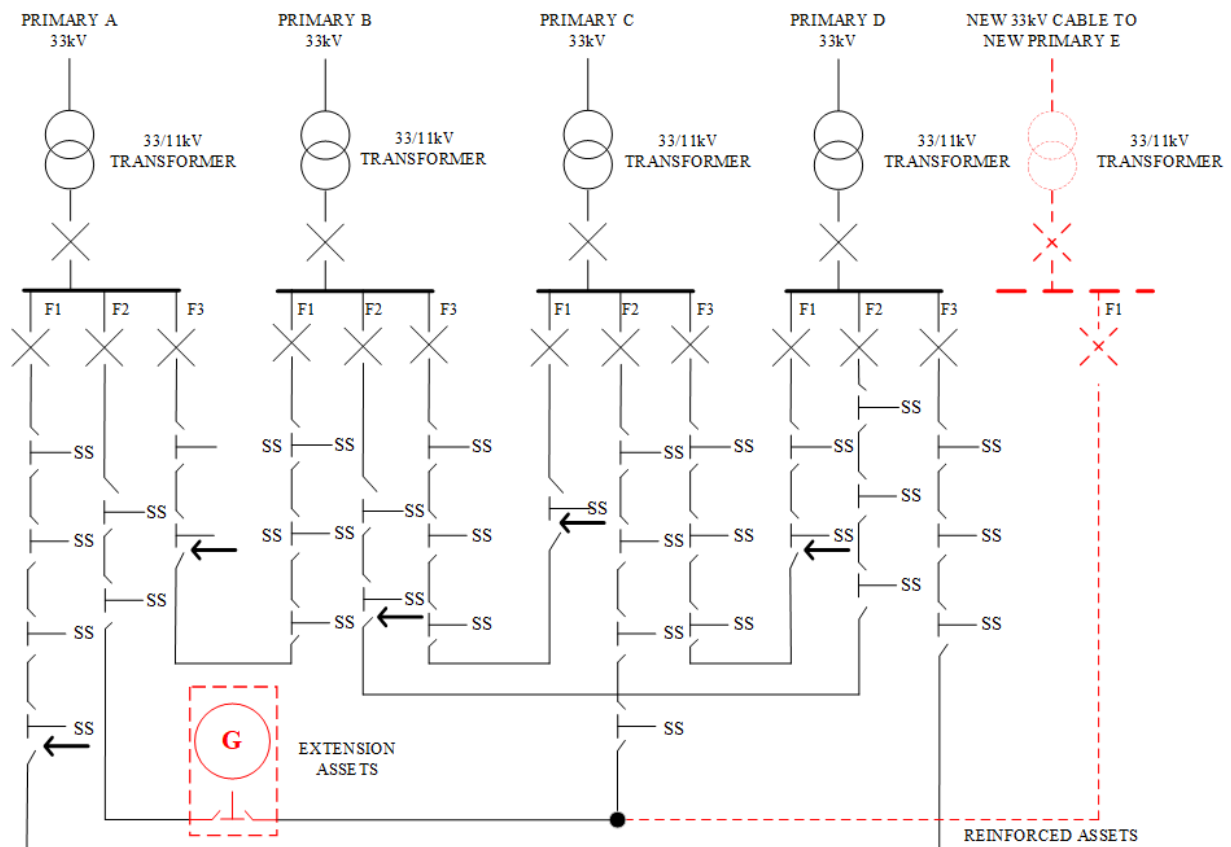 PRIMARY A
33kV
PRIMARY B
33kV
PRIMARY C
33kV
PRIMARY D
33kV
NEW 33kV CABLE TO
NEW PRIMARY E
33/11kV
TRANSFORMER
33/11kV
TRANSFORMER
33/11kV
TRANSFORMER
33/11kV
TRANSFORMER
33/11kV
TRANSFORMER
F1 F2 F3 F1 F2 F3 F1 F2 F3 F1 F2 F3 F1
SS
SS SS SS SS SS SS SS SS
SS SS SS SS SS
SS SS SS SS SS SS SS
SS SS SS
SS SS SS SS SS SS
SS SS
G
EXTENSION
ASSETS
REINFORCED ASSETS